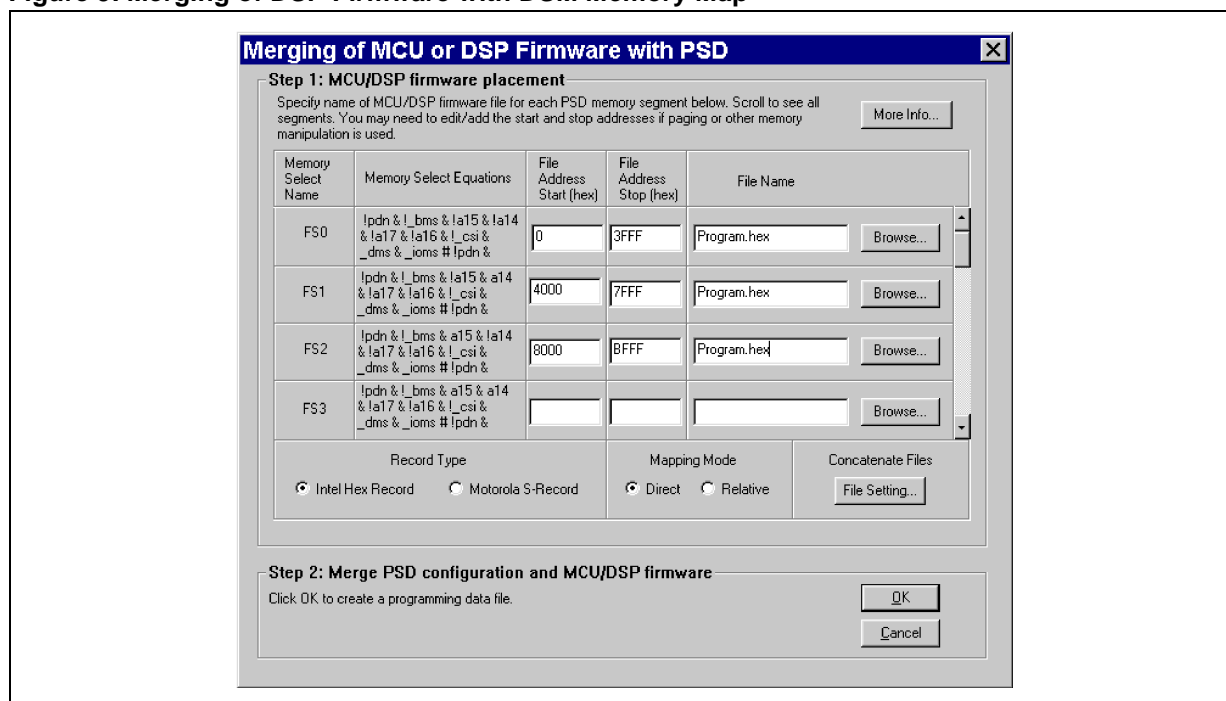 Merging of MCU or DSP Firmware with PSD
Step 1: MCU/DSP firmware placement
Specify name of MCU/DSP firmware file for each PSD memory segment below. Scroll to see all
segments. You may need to edit/add the start and stop addresses if paging or other memory
manipulation is used.
More Info...
Memory
Select
Name
Memory Select Equations
File
Address
Start (hex)
File
Address
Stop (hex)
File Name
FS0
!pdn & !_bms & !a15 & !a14
& !a17 & !a16 & !_csi &
_dms & _ioms # !pdn &
0
3FFF
Program.hex
Browse...
FS1
!pdn & !_bms & !a15 & a14
& !a17 & !a16 & !_csi &
_dms & _ioms # !pdn &
4000
7FFF
Program.hex
Browse...
FS2
!pdn & !_bms & a15 & !a14
& !a17 & !a16 & !_csi &
_dms & _ioms # !pdn &
8000
BFFF
Program.hex
Browse...
FS3
!pdn & !_bms & a15 & a14
& !a17 & !a16 & !_csi &
_dms & _ioms # !pdn &
Browse...
Record Type
Mapping Mode
Concatenate Files
Intel Hex Record
Motorola S-Record
Direct
Relative
File Setting...
Step 2: Merge PSD configuration and MCU/DSP firmware
Click OK to create a programming data file.
OK
Cancel